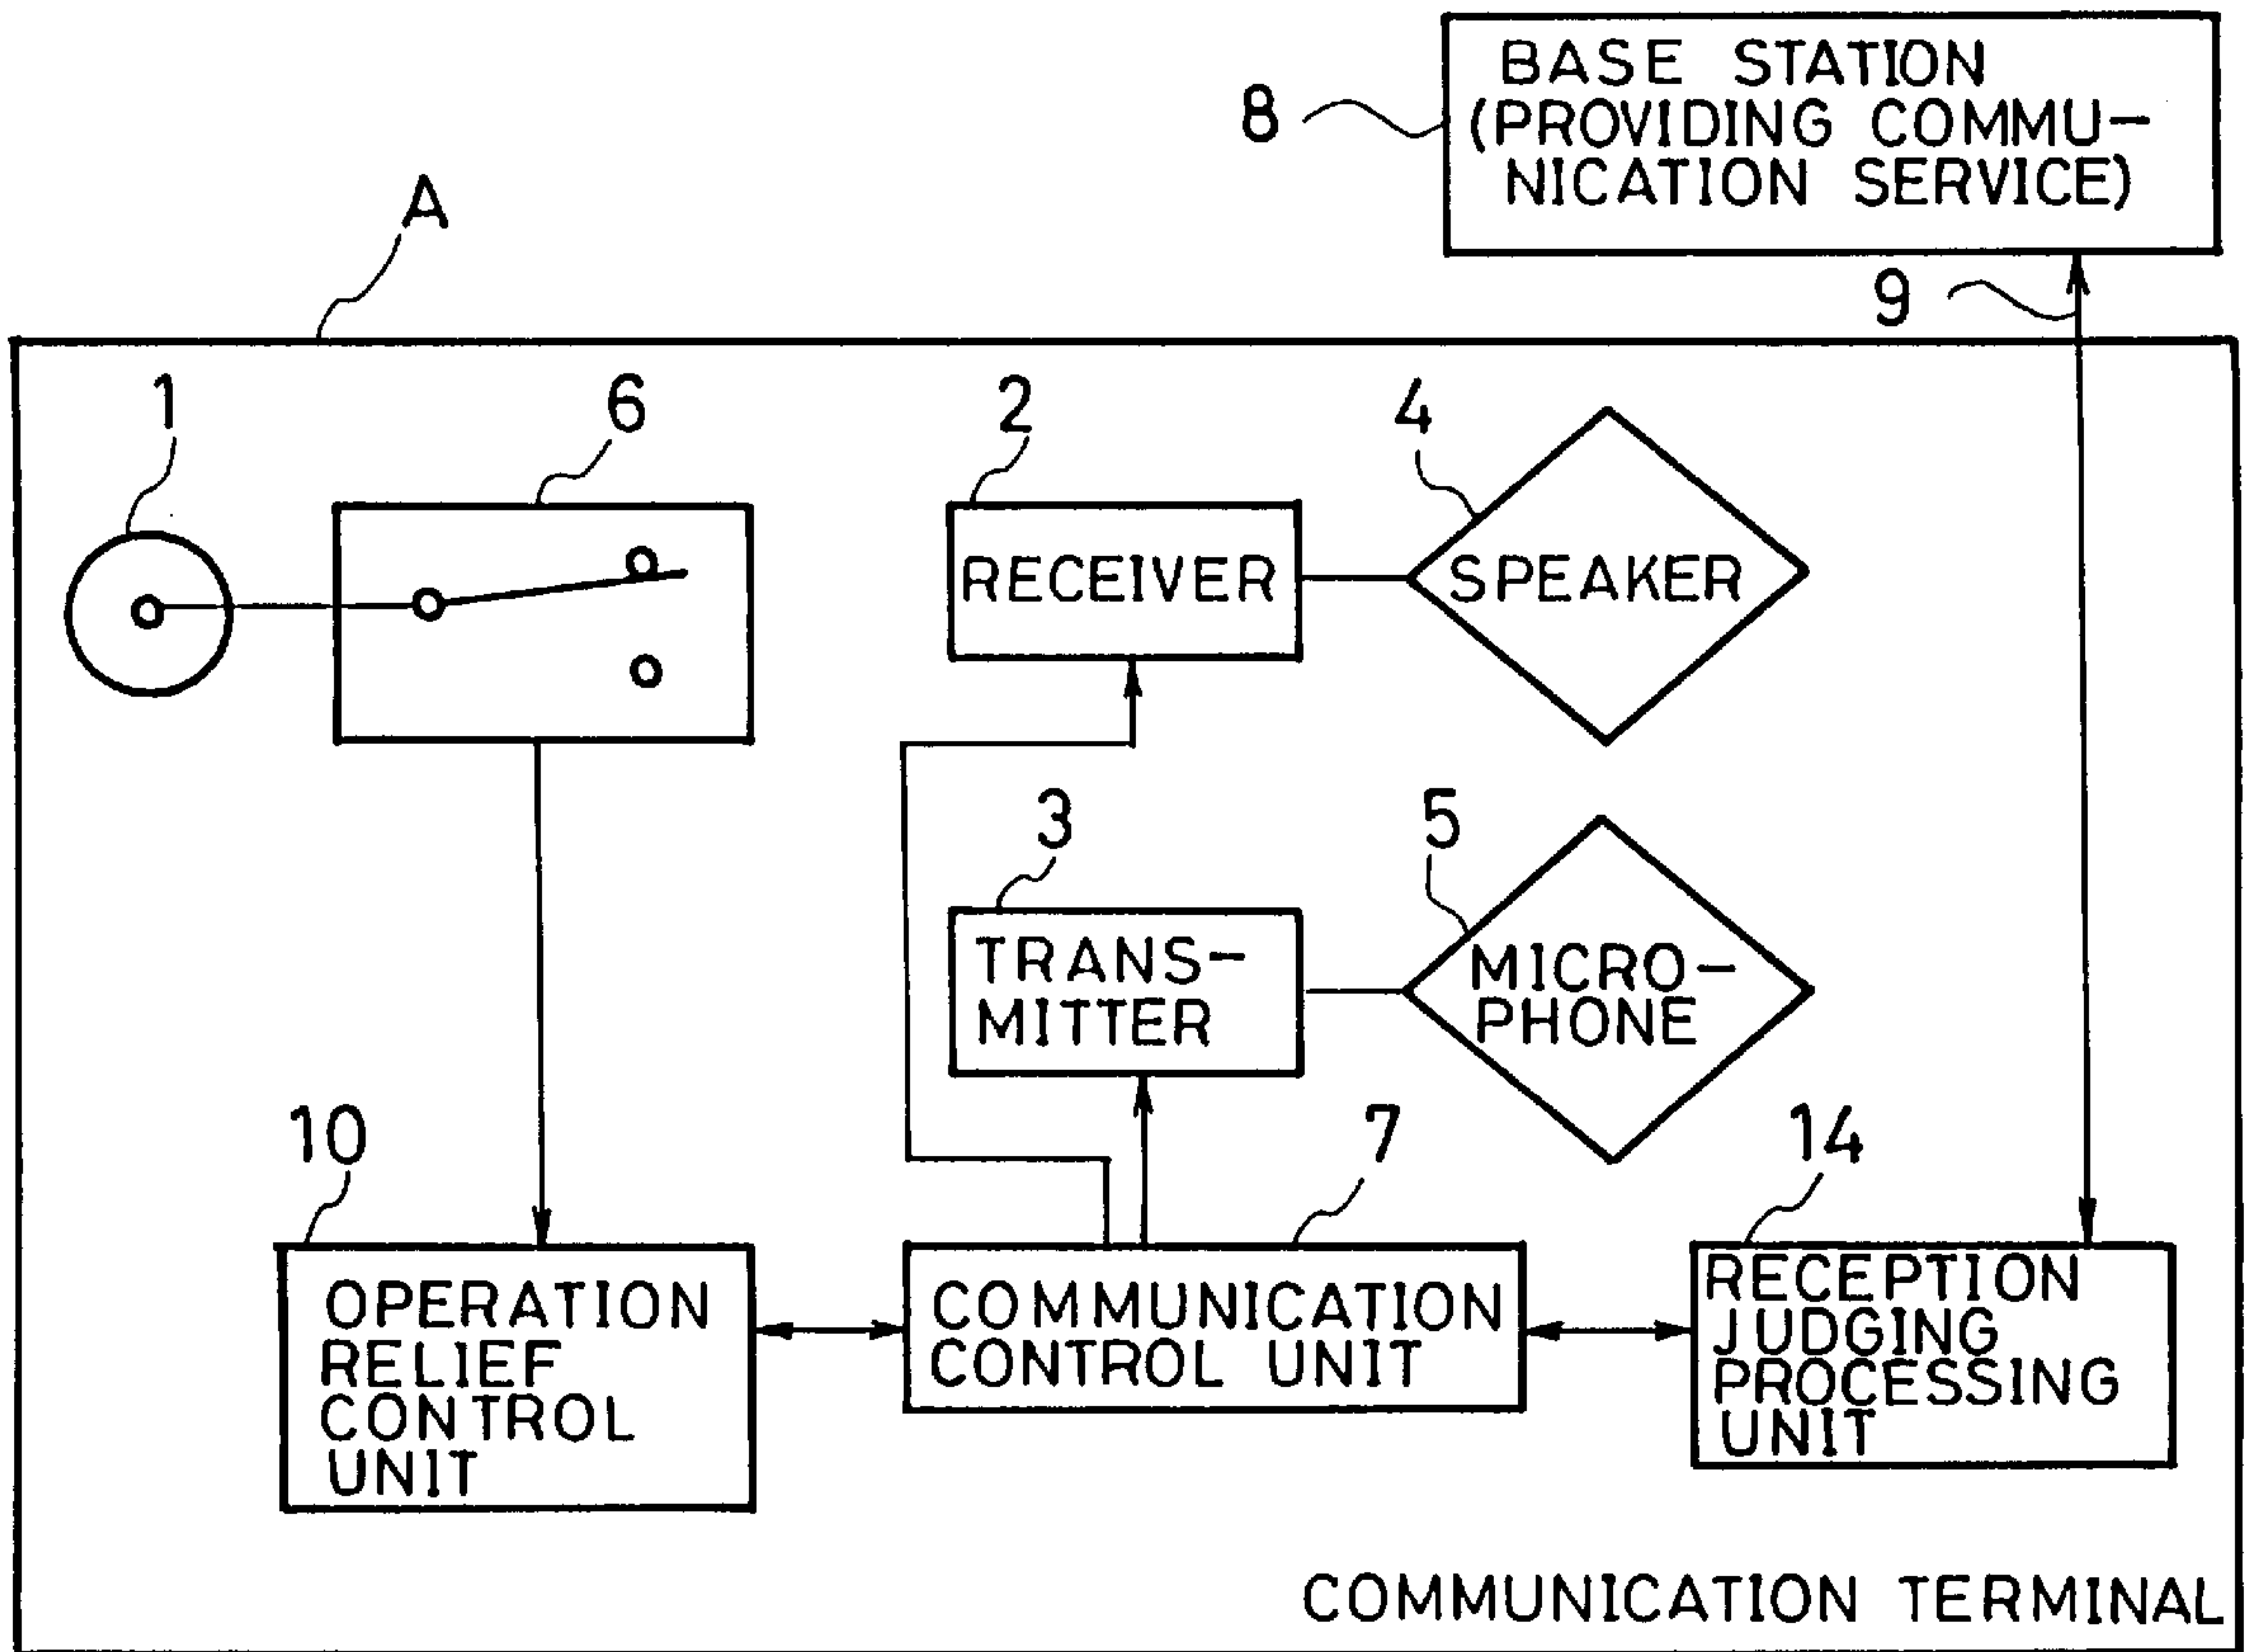 BASE STATION
(PROVIDING COMMU-
NICATION SERVICE)
8
A
9
1
6
2
4
RECEIVER
SPEAKER
3
5
TRANS-
MITTER
MICRO-
PHONE
10
7
14
OPERATION
RELIEF
CONTROL
UNIT
COMMUNICATION
CONTROL UNIT
RECEPTION
JUDGING
PROCESSING
UNIT
COMMUNICATION TERMINAL